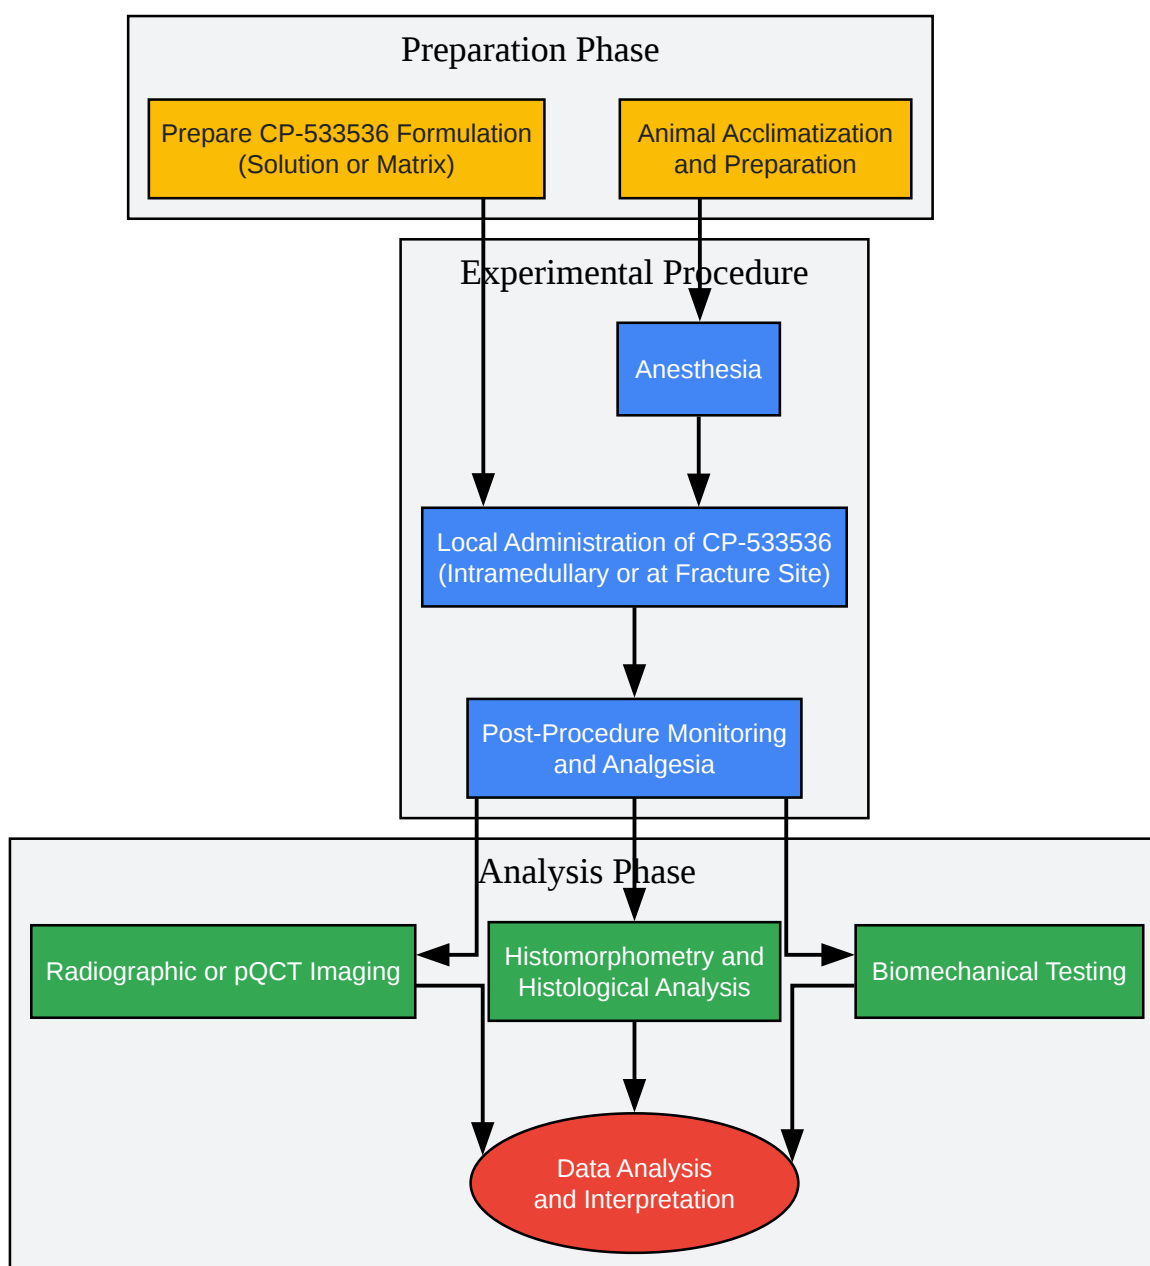 Preparation Phase
Prepare CP-533536 Formulation
(Solution or Matrix)
Animal Acclimatization
and Preparation
Experimental Procedure
Anesthesia
Local Administration of CP-533536
(Intramedullary or at Fracture Site)
Post-Procedure Monitoring
and Analgesia
Analysis Phase
Radiographic or pQCT Imaging
Histomorphometry and
Histological Analysis
Biomechanical Testing
Data Analysis
and Interpretation